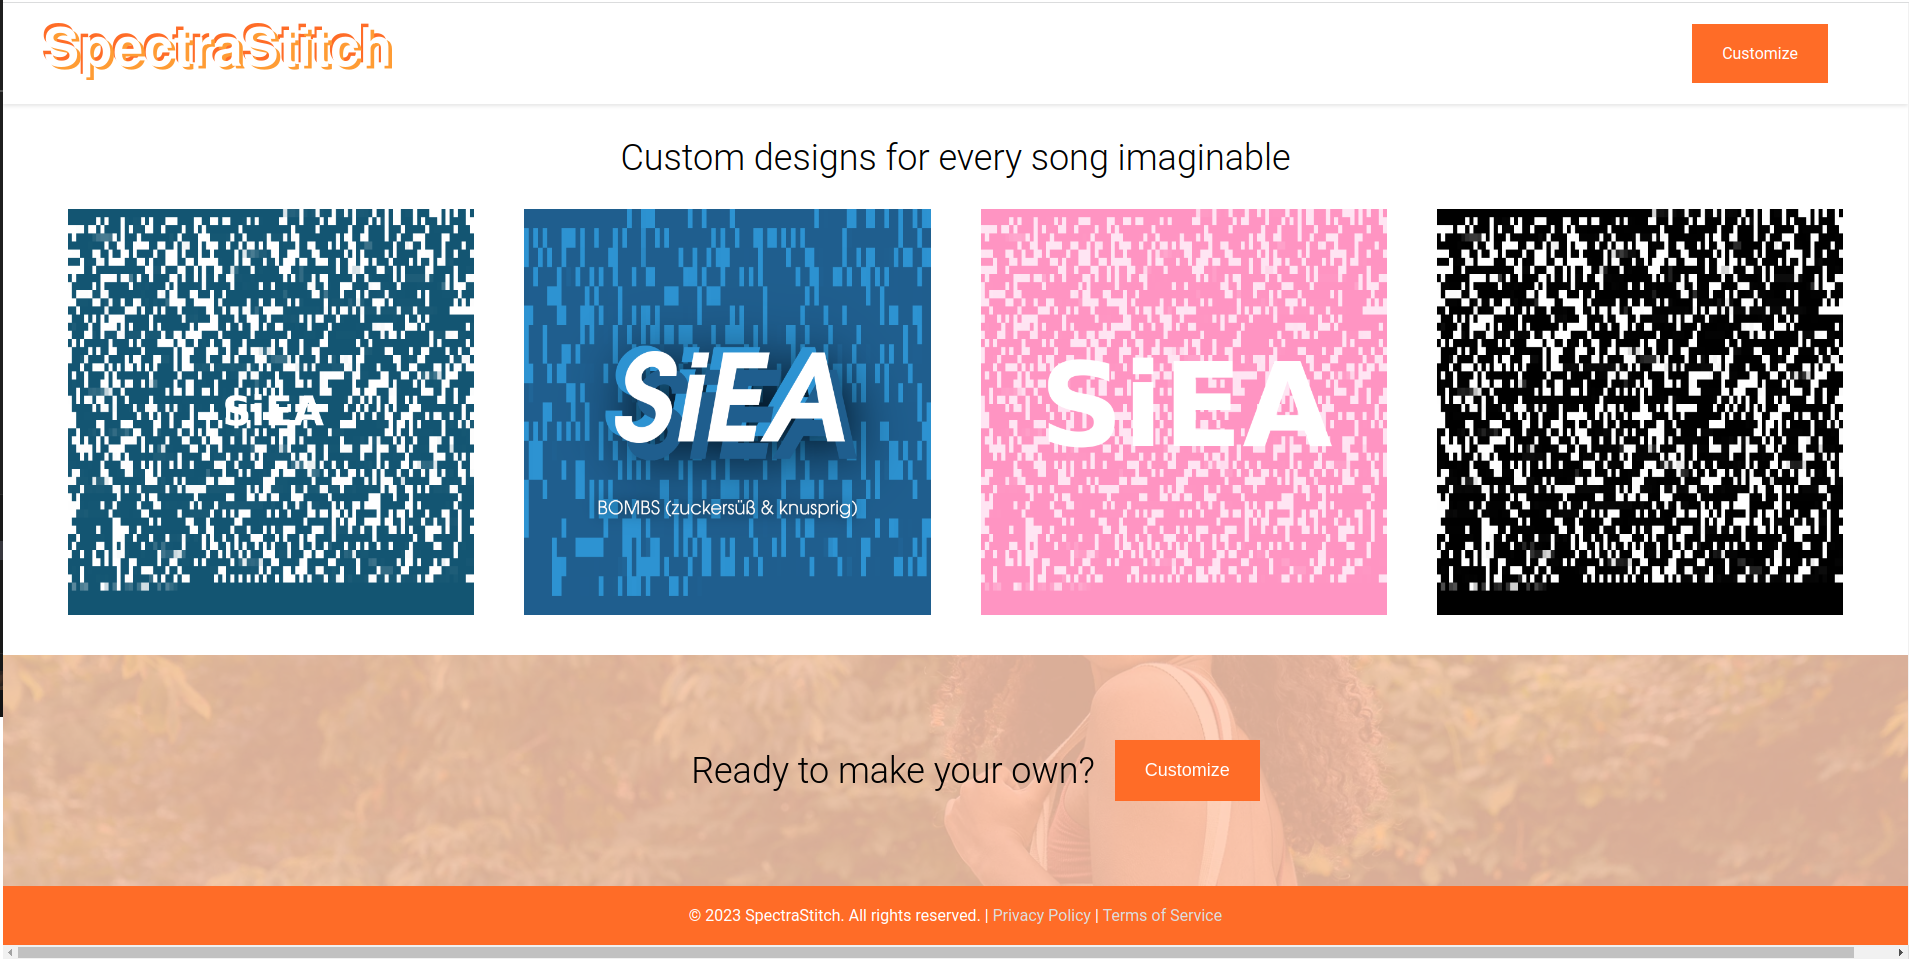 SpectraStitch
Customize
Custom designs for every song imaginable
SiEA
SiEA
BOMBS (zuckersüß & knusprig)
SiEA
Ready to make your own?
Customize
© 2023 SpectraStitch. All rights reserved. | Privacy Policy | Terms of Service